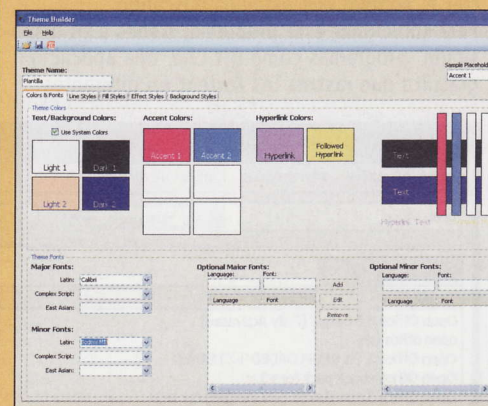 Theme Builder
File Help
Theme Name:
Plantilla
Sample Placehold
Accent 1
Colors & Fonts Line Styles Fill Styles Effect Styles Background Styles
Theme Colors
Text/Background Colors: Accent Colors: Hyperlink Colors:
Use System Colors
Light 1 Dark 1 Accent 1 Accent 2 Hyperlink Followed Hyperlink Text
Light 2 Dark 2 Text
Hyperlink Text
Theme Fonts
Major Fonts: Optional Major Fonts: Optional Minor Fonts:
Language: Font: Language: Font:
Latin: Calibri Add
Complex Script: Language Font Edit Language Font
East Asian: Remove
Minor Fonts:
Latin:
Complex Script:
East Asian: